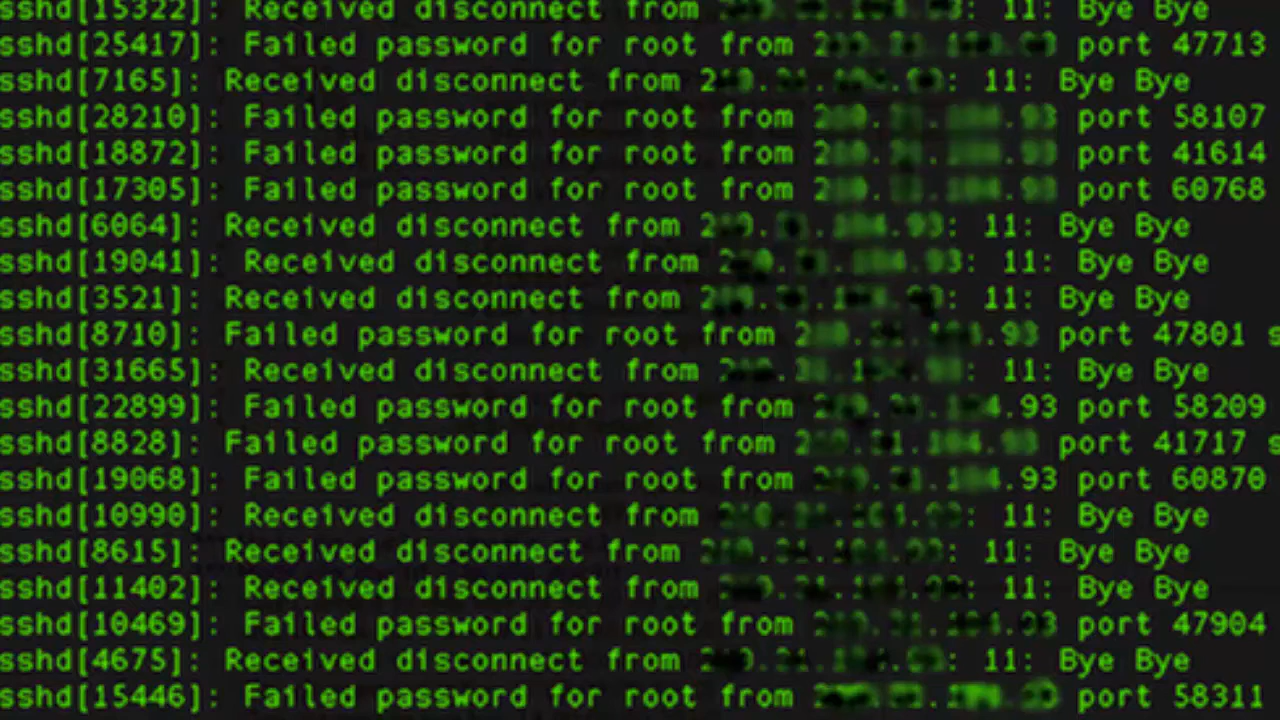 sshd[15322]: Received disconnect from : 11: Bye Bye
sshd[25417]: Failed password for root from port 47713
sshd[7165]: Received disconnect from : 11: Bye Bye
sshd[28210]: Failed password for root from port 58107
sshd[18872]: Failed password for root from port 41614
sshd[17305]: Failed password for root from port 60768
sshd[6064]: Received disconnect from : 11: Bye Bye
sshd[19041]: Received disconnect from : 11: Bye Bye
sshd[3521]: Received disconnect from : 11: Bye Bye
sshd[8710]: Failed password for root from port 47801 s
sshd[31665]: Received disconnect from : 11: Bye Bye
sshd[22899]: Failed password for root from port 58209
sshd[8828]: Failed password for root from port 41717 s
sshd[19068]: Failed password for root from port 60870
sshd[10990]: Received disconnect from : 11: Bye Bye
sshd[8615]: Received disconnect from : 11: Bye Bye
sshd[11402]: Received disconnect from : 11: Bye Bye
sshd[10469]: Failed password for root from port 47904
sshd[4675]: Received disconnect from : 11: Bye Bye
sshd[15446]: Failed password for root from port 58311